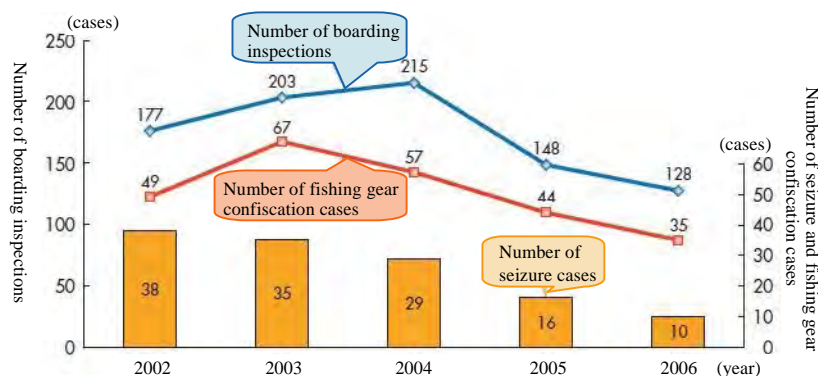 (cases)
Number of boarding inspections
250
200
150
100
50
0
Number of boarding
inspections
177
203
215
148
128
49
67
57
44
35
Number of fishing gear
confiscation cases
Number of
seizure cases
38
35
29
16
10
2002
2003
2004
2005
2006
(year)
(cases)
60
50
40
30
20
10
0
Number of seizure and fishing gear
confiscation cases